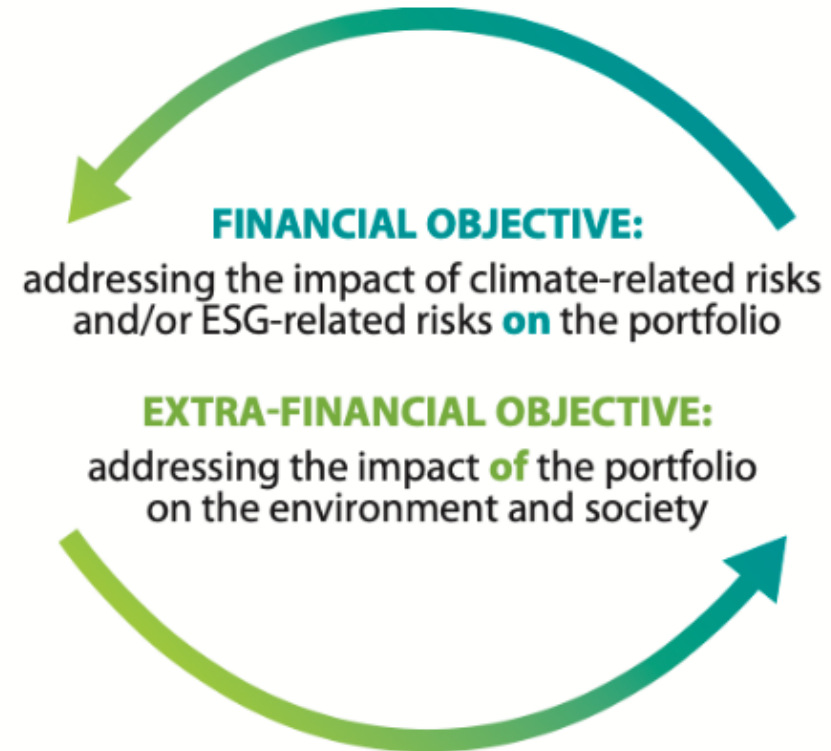 FINANCIAL OBJECTIVE:
addressing the impact of climate-related risks
and/or ESG-related risks on the portfolio
EXTRA-FINANCIAL OBJECTIVE:
addressing the impact of the portfolio
on the environment and society